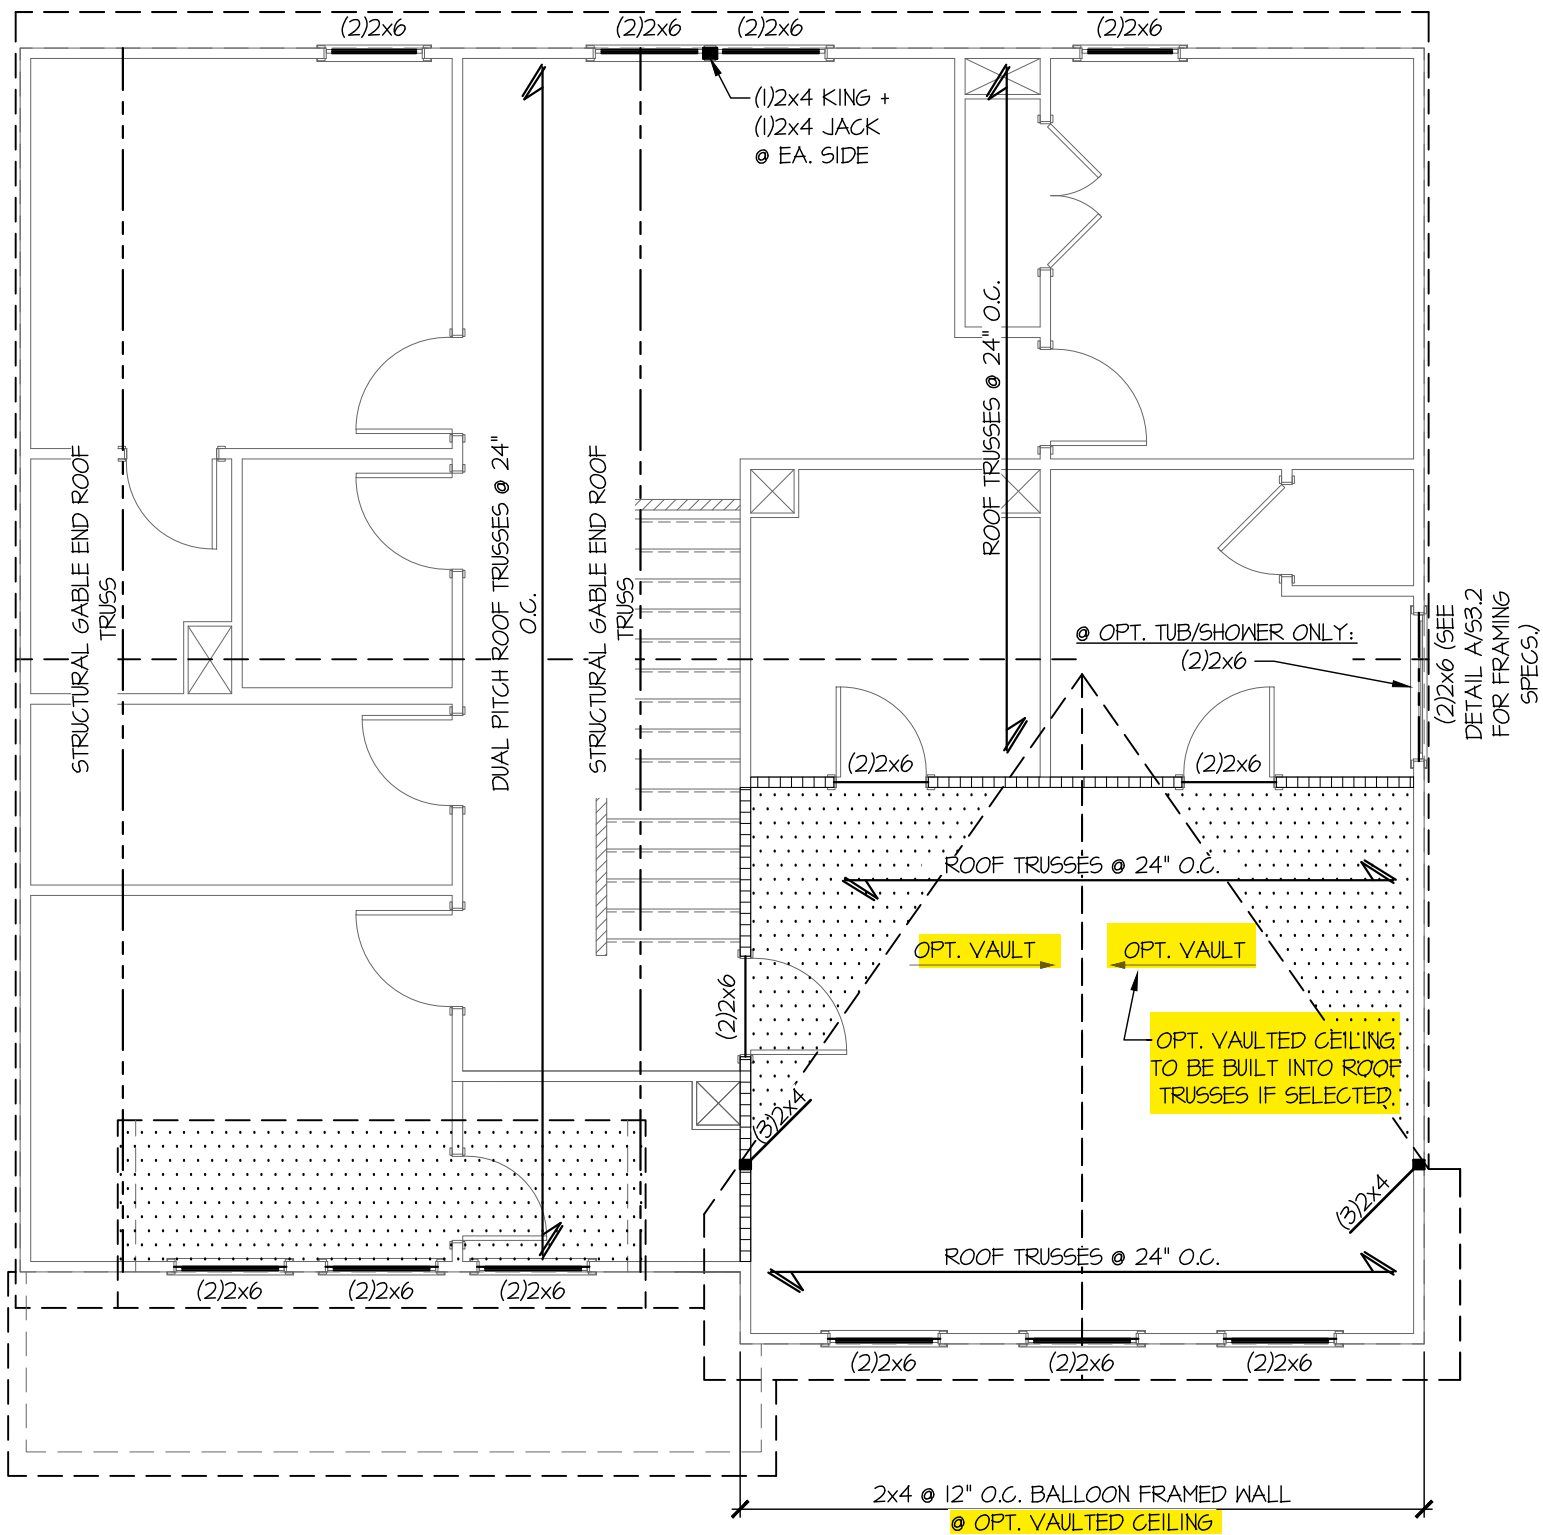 (2)2x6
(2)2x6
(2)2x6
(2)2x6
(1)2x4 KING +
(1)2x4 JACK
@ EA. SIDE
ROOF TRUSSES @ 24" O.C.
STRUCTURAL GABLE END ROOF
TRUSS
DUAL PITCH ROOF TRUSSES @ 24"
O.C.
STRUCTURAL GABLE END ROOF
TRUSS
@ OPT. TUB/SHOWER ONLY:
(2)2x6
(2)2x6 (SEE
DETAIL A/S3.2
FOR FRAMING
SPECS.)
(2)2x6
(2)2x6
ROOF TRUSSES @ 24" O.C.
OPT. VAULT
OPT. VAULT
(2)2x6
OPT. VAULTED CEILING
TO BE BUILT INTO ROOF
TRUSSES IF SELECTED.
(3)2x4
(3)2x4
ROOF TRUSSES @ 24" O.C.
(2)2x6
(2)2x6
(2)2x6
(2)2x6
(2)2x6
(2)2x6
2x4 @ 12" O.C. BALLOON FRAMED WALL
@ OPT. VAULTED CEILING